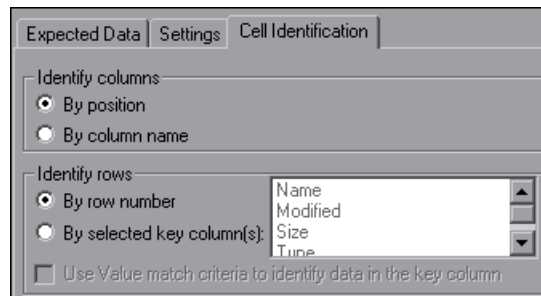 Expected Data Settings Cell Identification
Identify columns
By position
By column name
Identify rows
By row number
By selected key column(s):
Name
Modified
Size
Type
Use Value match criteria to identify data in the key column